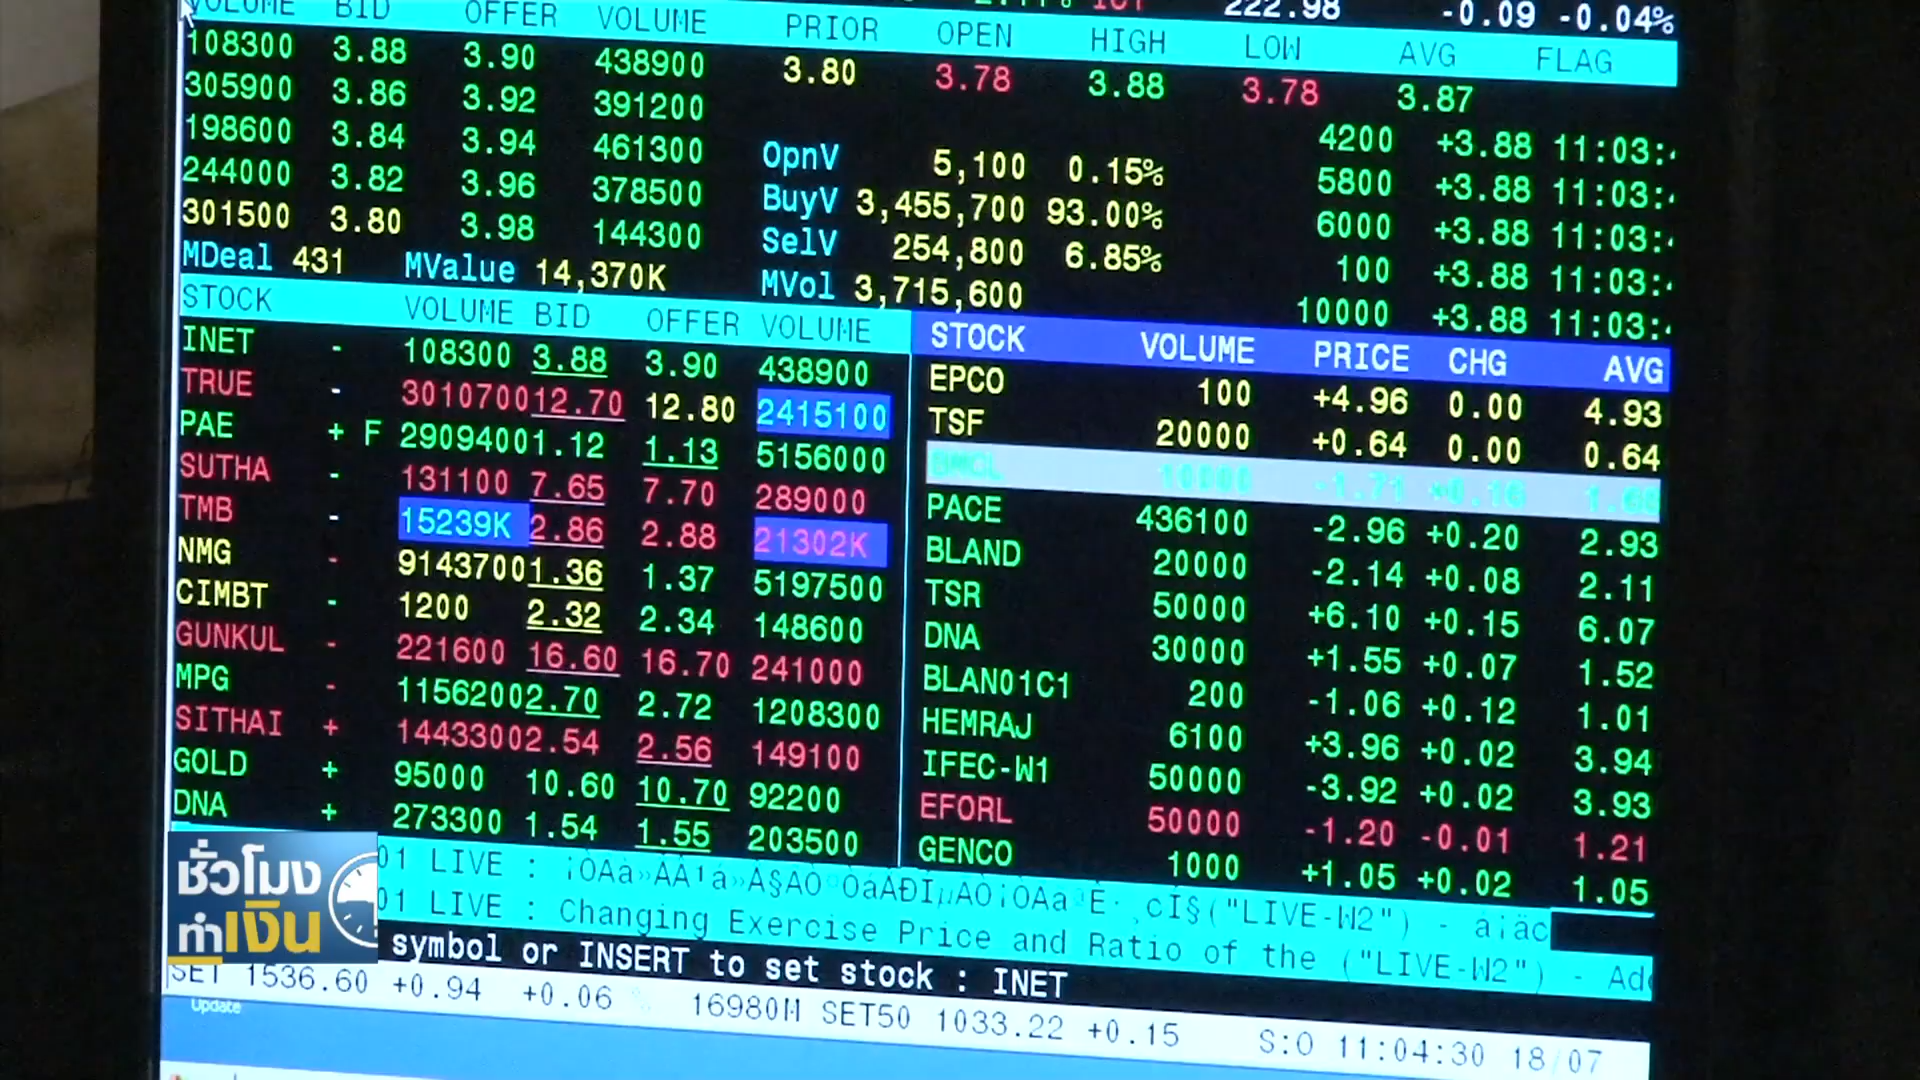 222.98 -0.09 -0.04%
VOLUME BID OFFER VOLUME PRIOR OPEN HIGH LOW AVG FLAG
108300 3.88 3.90 438900 3.80 3.78 3.88 3.78 3.87
305900 3.86 3.92 391200 4200 +3.88 11:03:
198600 3.84 3.94 461300 OpnV 5,100 0.15% 5800 +3.88 11:03:
244000 3.82 3.96 378500 BuyV 3,455,700 93.00% 6000 +3.88 11:03:
301500 3.80 3.98 144300 SelV 254,800 6.85% 100 +3.88 11:03:
MDeal 431 MValue 14,370K MVol 3,715,600 10000 +3.88 11:03:
STOCK VOLUME BID OFFER VOLUME
INET - 108300 3.88 3.90 438900
TRUE - 3010700 12.70 12.80 2415100
PAE + F 2909400 1.12 1.13 5156000
SUTHA - 131100 7.65 7.70 289000
TMB - 15239K 2.86 2.88 21302K
NMG - 9143700 1.36 1.37 5197500
CIMBT - 1200 2.32 2.34 148600
GUNKUL - 221600 16.60 16.70 241000
MPG - 1156200 2.70 2.72 1208300
SITHAI + 1443300 2.54 2.56 149100
GOLD + 95000 10.60 10.70 92200
DNA + 273300 1.54 1.55 203500
STOCK VOLUME PRICE CHG AVG
EPCO 100 +4.96 0.00 4.93
TSF 20000 +0.64 0.00 0.64
PACE 436100 -2.96 +0.20 2.93
BLAND 20000 -2.14 +0.08 2.11
TSR 50000 +6.10 +0.15 6.07
DNA 30000 +1.55 +0.07 1.52
BLAN01C1 200 -1.06 +0.12 1.01
HEMRAJ 6100 +3.96 +0.02 3.94
IFEC-W1 50000 -3.92 +0.02 3.93
EFORL 50000 -1.20 -0.01 1.21
GENCO 1000 +1.05 +0.02 1.05
01 LIVE : ("LIVE-W2") -
01 LIVE : Changing Exercise Price and Ratio of the ("LIVE-W2") -
symbol or INSERT to set stock : INET
SET 1536.60 +0.94 +0.06 16980M SET50 1033.22 +0.15 S:O 11:04:30 18/07
Update
ชั่วโมง
ทำเงิน